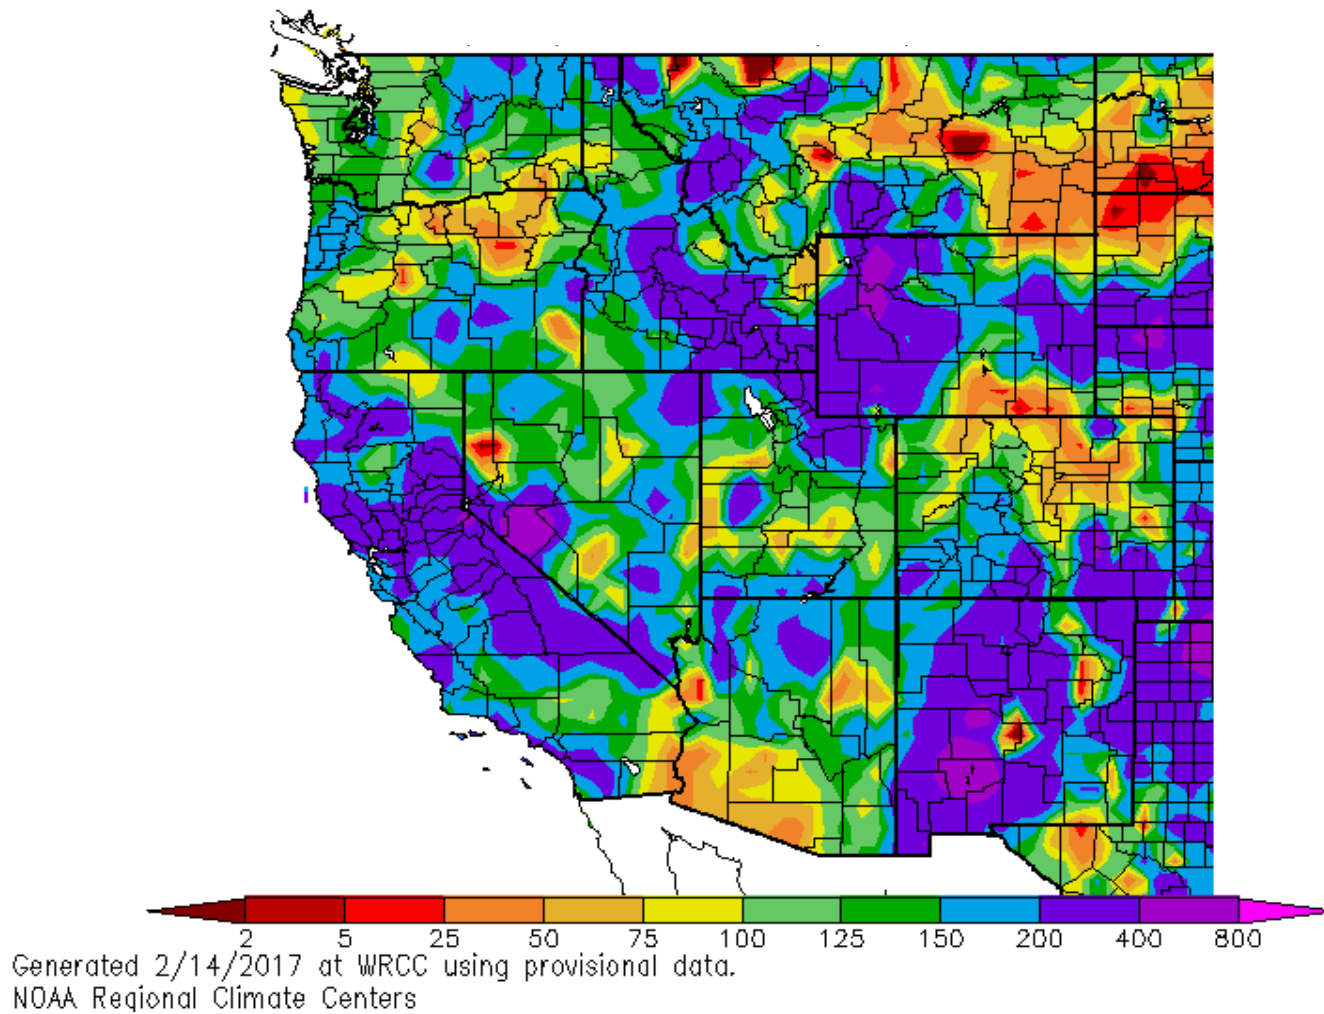 2 5 25 50 75 100 125 150 200 400 800
Generated 2/14/2017 at WRCC using provisional data.
NOAA Regional Climate Centers